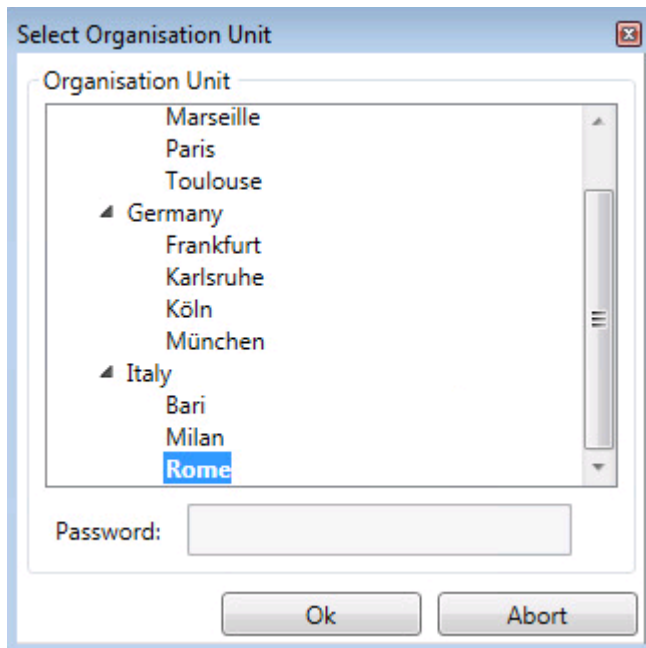 Select Organisation Unit
Organisation Unit
Marseille
Paris
Toulouse
Germany
Frankfurt
Karlsruhe
Köln
München
Italy
Bari
Milan
Rome
Password:
Ok Abort